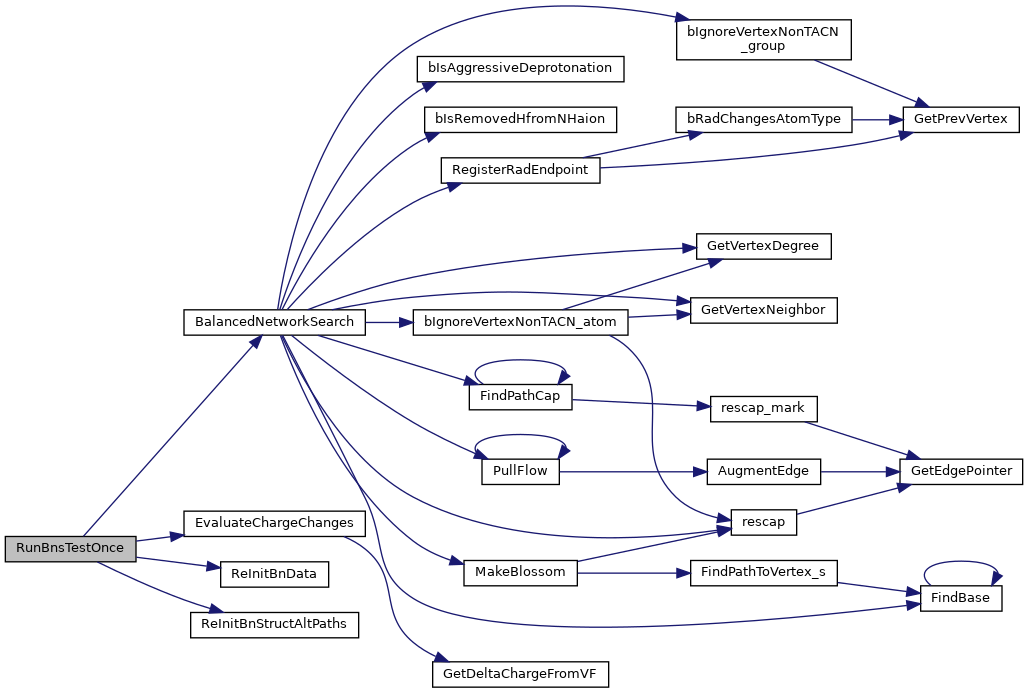 bIgnoreVertexNonTACN
_group
bIsAggressiveDeprotonation
bIsRemovedHfromNHaion
bRadChangesAtomType
GetPrevVertex
RegisterRadEndpoint
GetVertexDegree
GetVertexNeighbor
BalancedNetworkSearch
bIgnoreVertexNonTACN_atom
FindPathCap
rescap_mark
PullFlow
AugmentEdge
GetEdgePointer
EvaluateChargeChanges
rescap
RunBnsTestOnce
ReInitBnData
MakeBlossom
FindPathToVertex_s
FindBase
ReInitBnStructAltPaths
GetDeltaChargeFromVF